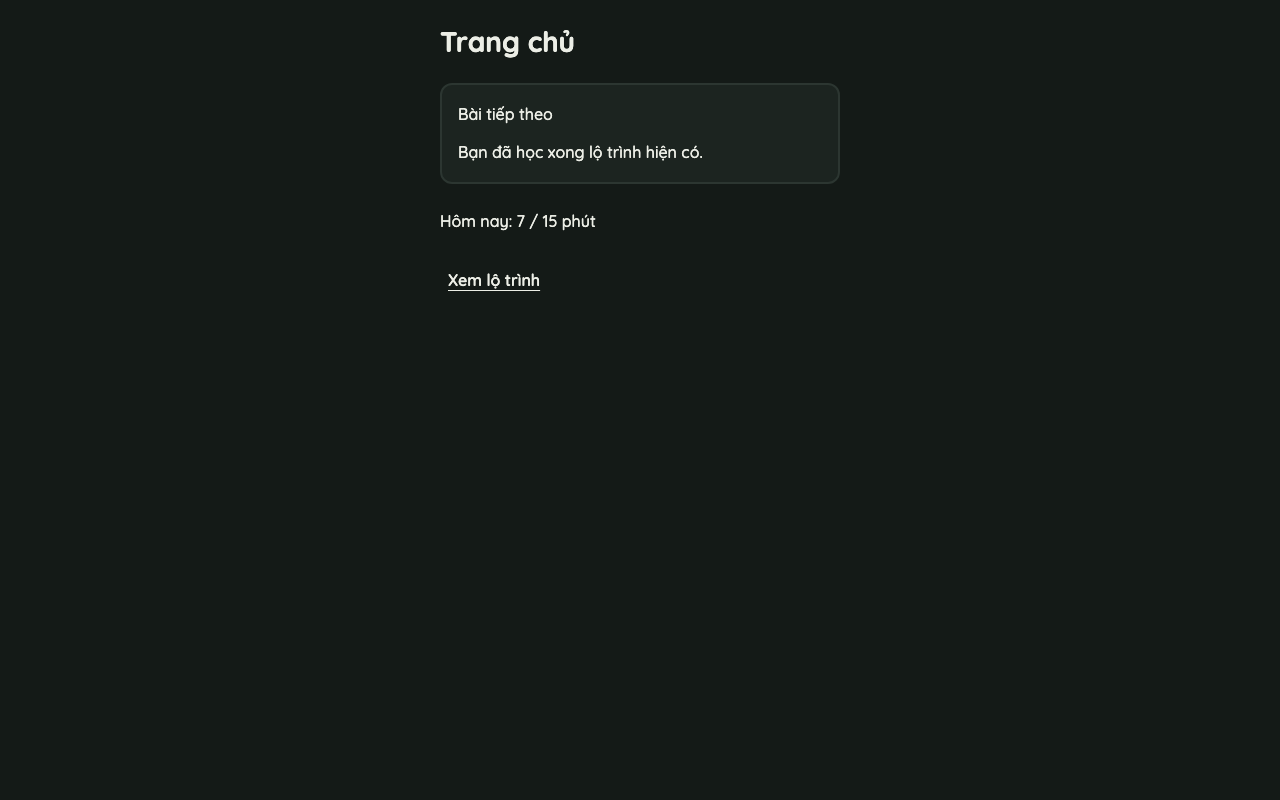 Trang chủ
Bài tiếp theo
Bạn đã học xong lộ trình hiện có.
Hôm nay: 7 / 15 phút
Xem lộ trình